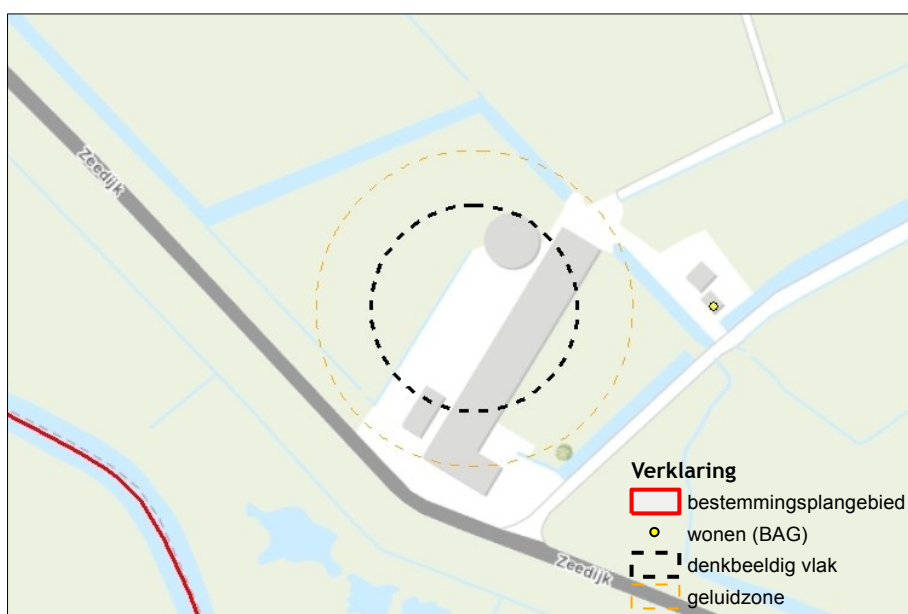 Zeedijk
Zeedijk
Verklaring
bestemmingsplangebied
wonen (BAG)
denkbeeldig vlak
geluidzone